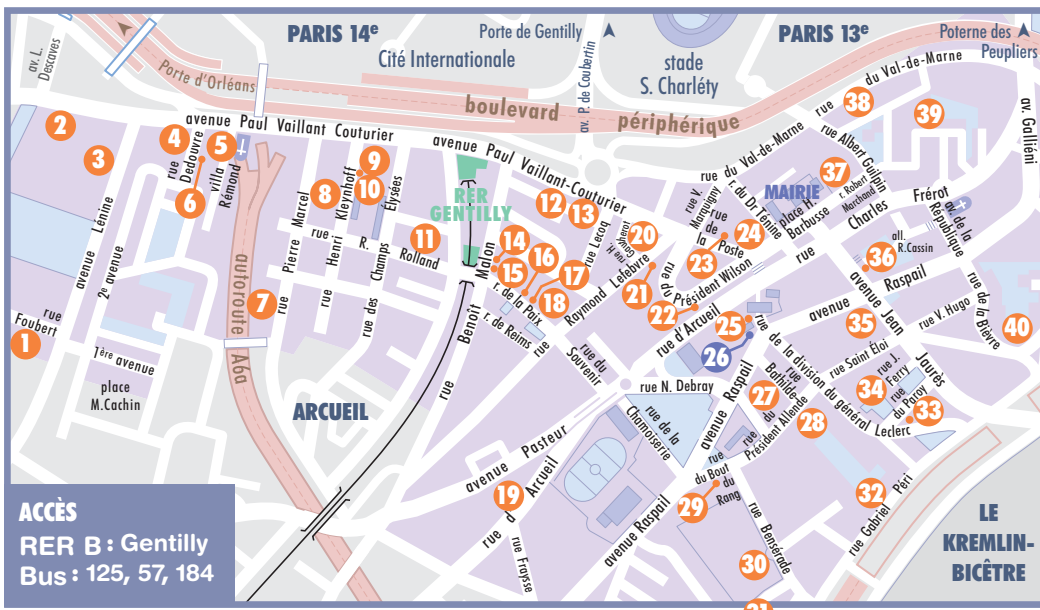 PARIS 14e
Porte de Gentilly
PARIS 13e
Poterne des
Peupliers
Cité Internationale
stade
S. Charléty
av. L.
Descaves
Porte d'Orléans
av. P. de Coubertin
boulevard périphérique
rue du Val-de-Marne
av. Galliéni
avenue Paul Vaillant Couturier
avenue Paul Vaillant-Couturier
rue du Val-de-Marne
rue Albert Guilpin
2
3
4
5
6
rue
Dedouvre
villa
Rémond
8
9
10
rue Pierre Marcel
rue Henri Kleynhoff
R. Champs Élysées
rue des Champs
11
Rolland
RER
GENTILLY
12
13
14
15
16
17
18
rue Benoît Malon
r. de la Paix
r. de Reims
rue Lecoq
rue Raymond Lefebvre
20
21
22
23
24
rue V.
Marquigny
rue de
la Poste
r. du Dr Ténine
MAIRIE
place H.
Barbusse
37
38
39
r. Robert
Marchand
rue Charles Frérot
av. de la
République
all.
R.Cassin
36
rue du Président Wilson
rue d'Arcueil
25
26
avenue Raspail
avenue Jean Jaurès
35
rue V. Hugo
rue de la Bièvre
40
rue Saint Éloi
34
rue J.
Ferry
rue
du Paroy
33
rue de la division du général Leclerc
rue
Bathilde
27
28
rue du
Président Allende
rue du
Souvenir
rue N. Debray
rue de la
Chamoiserie
avenue Raspail
avenue Pasteur
19
rue d'Arcueil
rue Fraysse
avenue Raspail
rue
du Bout
du
Rang
29
rue Bensérade
30
31
32
rue Gabriel Péri
LE
KREMLIN-
BICÊTRE
avenue Lénine
2e avenue
autoroute A6a
7
rue
Foubert
1
1ère avenue
place
M.Cachin
ARCUEIL
ACCÈS
RER B : Gentilly
Bus : 125, 57, 184